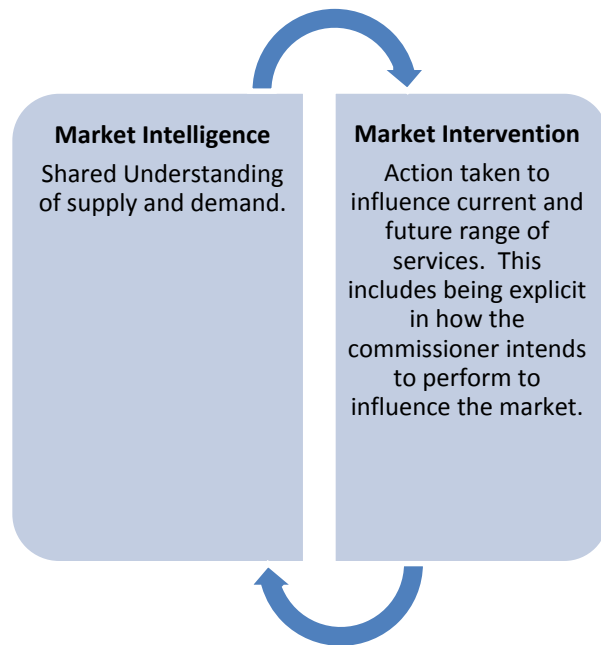 Market Intelligence
Shared Understanding
of supply and demand.
Market Intervention
Action taken to
influence current and
future range of
services.  This
includes being explicit
in how the
commissioner intends
to perform to
influence the market.